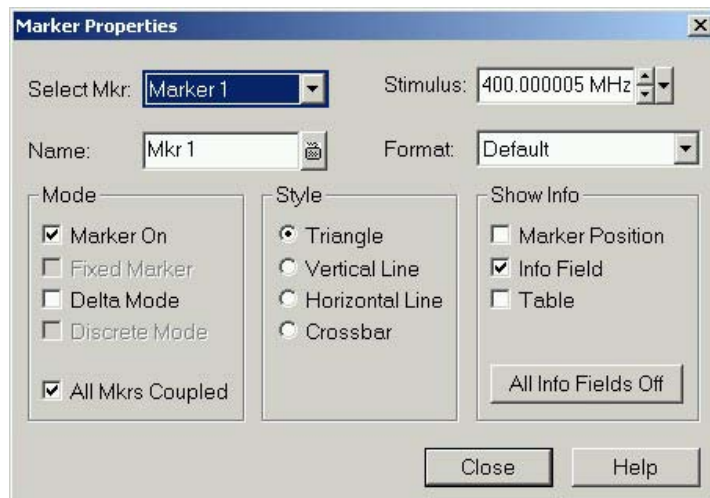 Marker Properties
Select Mkr: Marker 1 Stimulus: 400.000005 MHz
Name: Mkr 1 Format: Default
Mode
Marker On
Fixed Marker
Delta Mode
Discrete Mode
All Mkrs Coupled
Style
Triangle
Vertical Line
Horizontal Line
Crossbar
Show Info
Marker Position
Info Field
Table
All Info Fields Off
Close Help